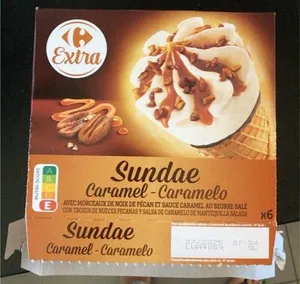 Carrefour
Extra
NUTRI-SCORE
A
B
C
D
E
Sundae
Caramel - Caramelo
AVEC MORCEAUX DE NOIX DE PÉCAN ET SAUCE CARAMEL AU BEURRE SALÉ
CON TROZOS DE NUECES PECANAS Y SALSA DE CARAMELO DE MANTEQUILLA SALADA
x6
Sundae
Caramel - Caramelo